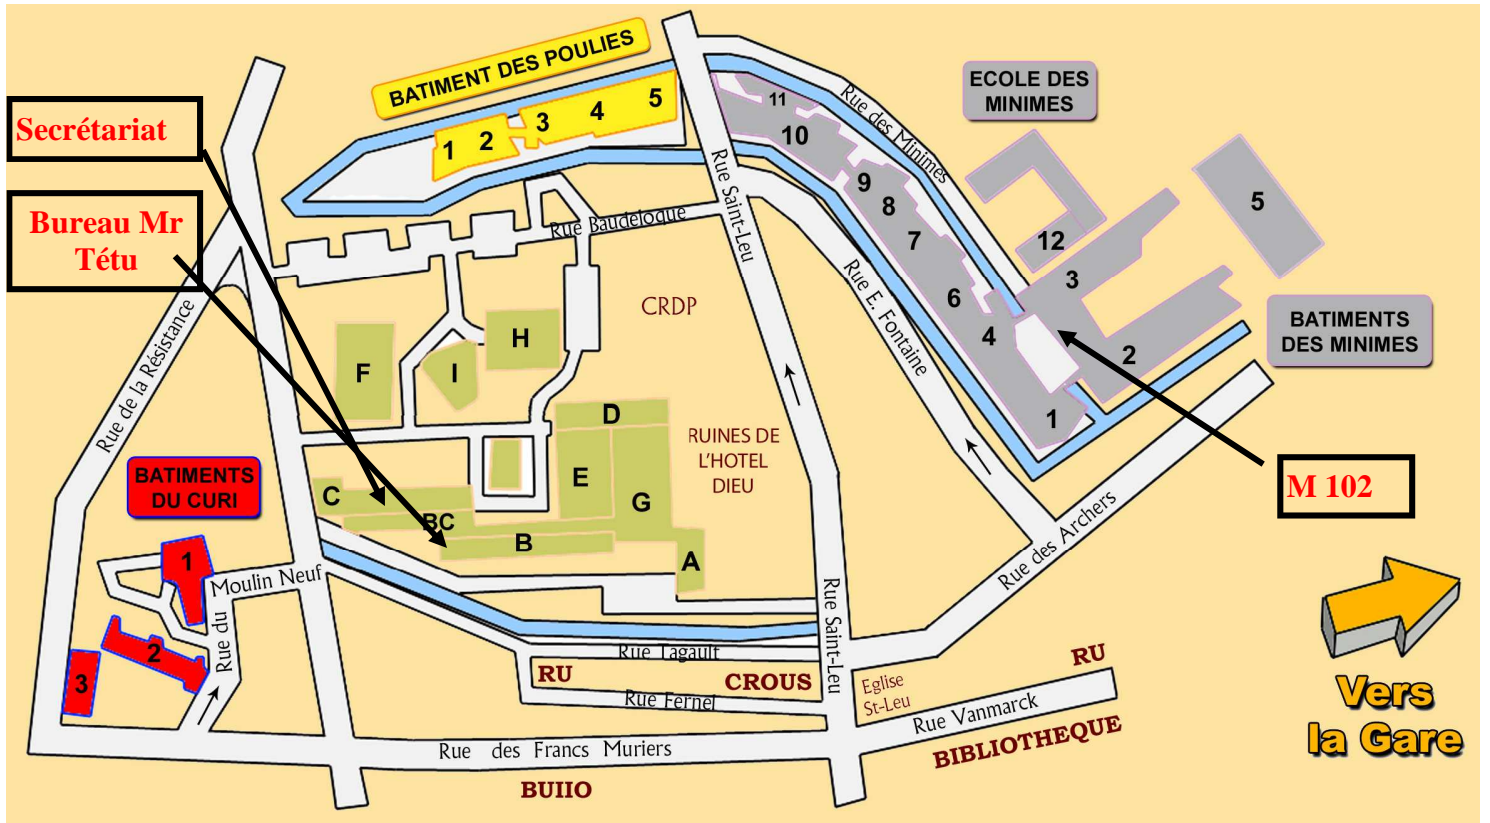 BATIMENT DES POULIES
1
2
3
4
5
Secrétariat
Bureau Mr
Tétu
ECOLE DES
MINIMES
11
10
9
8
7
6
4
1
12
3
2
5
BATIMENTS
DES MINIMES
M 102
Rue des Minimes
Rue Saint-Leu
Rue Baudeloque
Rue E. Fontaine
Rue de la Résistance
CRDP
F
I
H
D
E
G
C
BC
B
A
RUINES DE
L'HOTEL
DIEU
BATIMENTS
DU CURI
1
2
3
Rue du
Moulin Neuf
Rue des Archers
Rue Saint-Leu
Rue Tagault
RU
CROUS
Rue Fernel
Eglise
St-Leu
RU
Rue Vanmarck
BIBLIOTHEQUE
Rue des Francs Muriers
BUIIO
Vers
la Gare